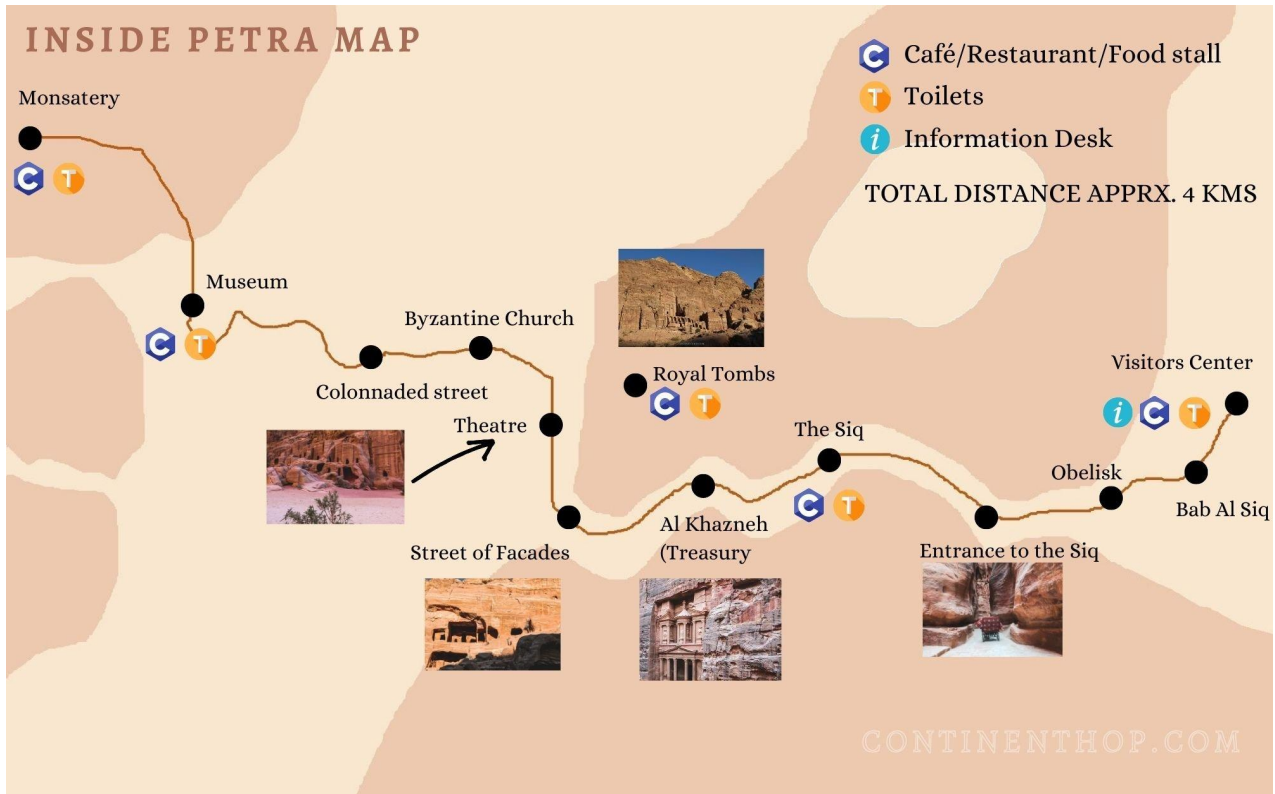 INSIDE PETRA MAP
Café/Restaurant/Food stall
Toilets
Information Desk
TOTAL DISTANCE APPRX. 4 KMS
Monsatery
Museum
Byzantine Church
Colonnaded street
Theatre
Royal Tombs
Visitors Center
The Siq
Obelisk
Bab Al Siq
Al Khazneh
(Treasury
Street of Facades
Entrance to the Siq
CONTINENTHOP.COM